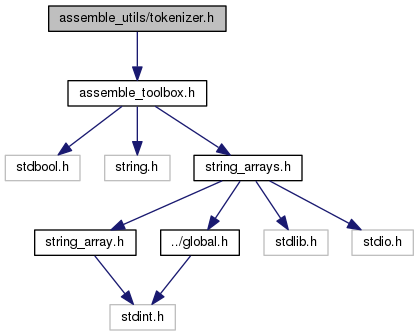 assemble_utils/tokenizer.h
assemble_toolbox.h
stdbool.h
string.h
string_arrays.h
string_array.h
../global.h
stdlib.h
stdio.h
stdint.h